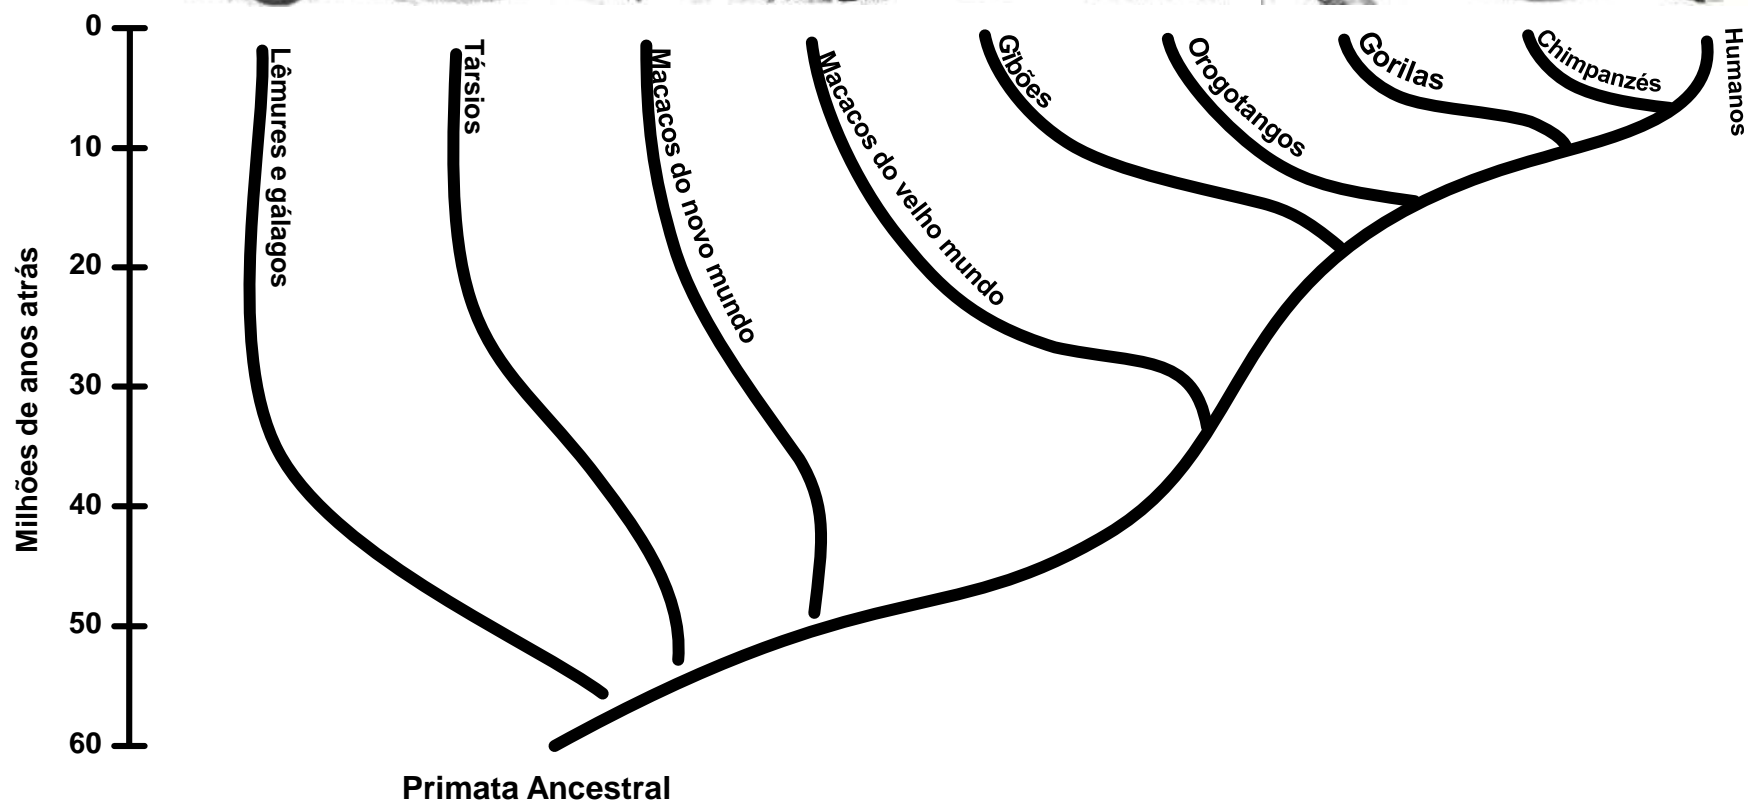 0
10
20
30
40
50
60
Milhões de anos atrás
Lêmures e gálagos
Társios
Macacos do novo mundo
Macacos do velho mundo
Gibões
Orogotangos
Gorilas
Chimpanzés
Humanos
Primata Ancestral